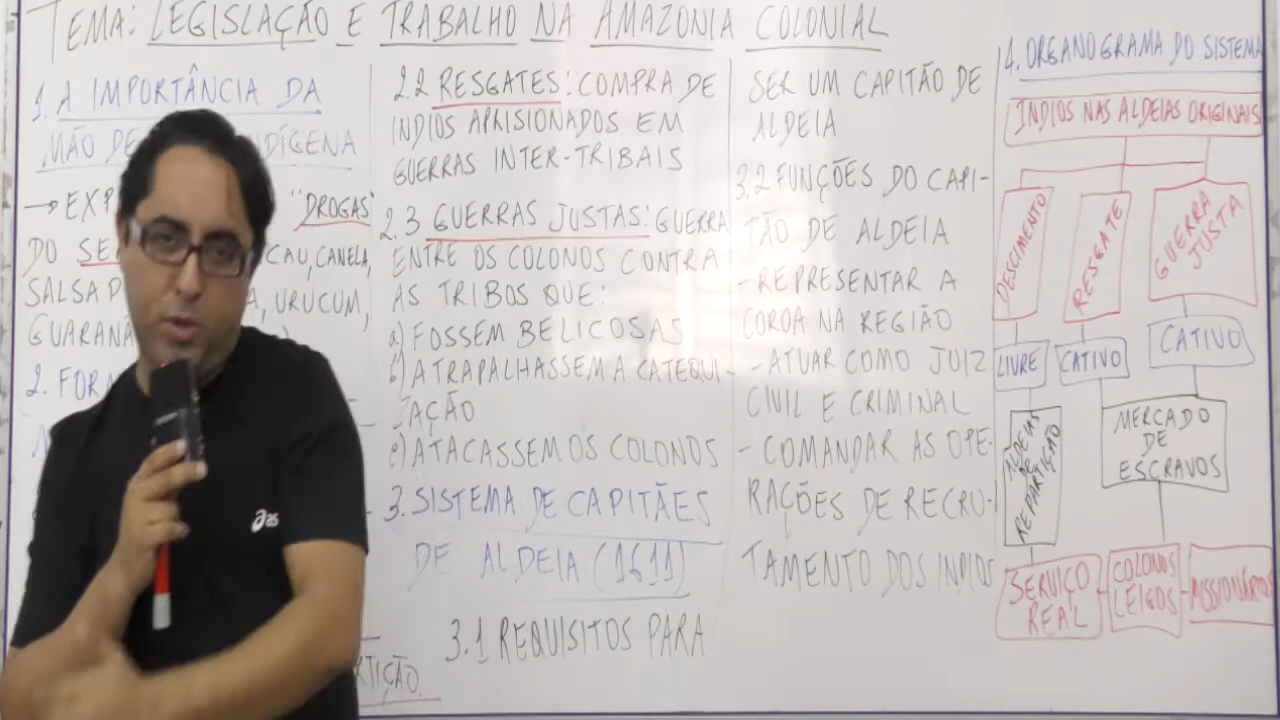 TEMA: LEGISLAÇÃO E TRABALHO NA AMAZONIA COLONIAL
1. A IMPORTÂNCIA DA
MÃO DE
"DROGAS
DO
CANELA,
SALSA
URUCUM,
GUARANÁ
2.
2.2 RESGATES: COMPRA DE
INDIOS APRISIONADOS EM
GUERRAS INTER-TRIBAIS
2.3 GUERRAS JUSTAS: GUERRA
ENTRE OS COLONOS CONTRA
AS TRIBOS QUE:
a) FOSSEM BELICOSAS
b) ATRAPALHASSEM A CATEQUI-
ZAÇÃO
c) ATACASSEM OS COLONOS
3. SISTEMA DE CAPITÃES
DE ALDEIA (1611)
3.1 REQUISITOS PARA
SER UM CAPITÃO DE
ALDEIA
3.2 FUNÇÕES DO CAPI-
TÃO DE ALDEIA
- REPRESENTAR A
COROA NA REGIÃO
- ATUAR COMO JUIZ
CIVIL E CRIMINAL
- COMANDAR AS OPE-
RAÇÕES DE RECRU-
TAMENTO DOS INDIOS
4. ORGANOGRAMA DO SISTEMA
INDIOS NAS ALDEIAS ORIGINAIS
DESCIMENTO
RESGATE
GUERRA
JUSTA
LIVRE
CATIVO
CATIVO
ALDEIAS
DE
REPARTIÇÃO
MERCADO
DE
ESCRAVOS
SERVIÇO
REAL
COLONOS
LEIGOS
MISSIONÁRIOS
asics